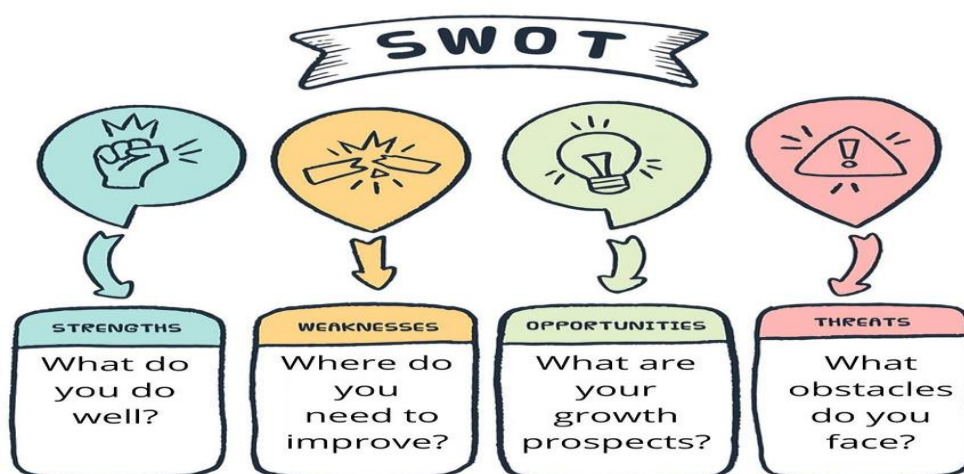 SWOT
STRENGTHS
What do
you do
well?
WEAKNESSES
Where do
you
need to
improve?
OPPORTUNITIES
What are
your
growth
prospects?
THREATS
What
obstacles
do you
face?